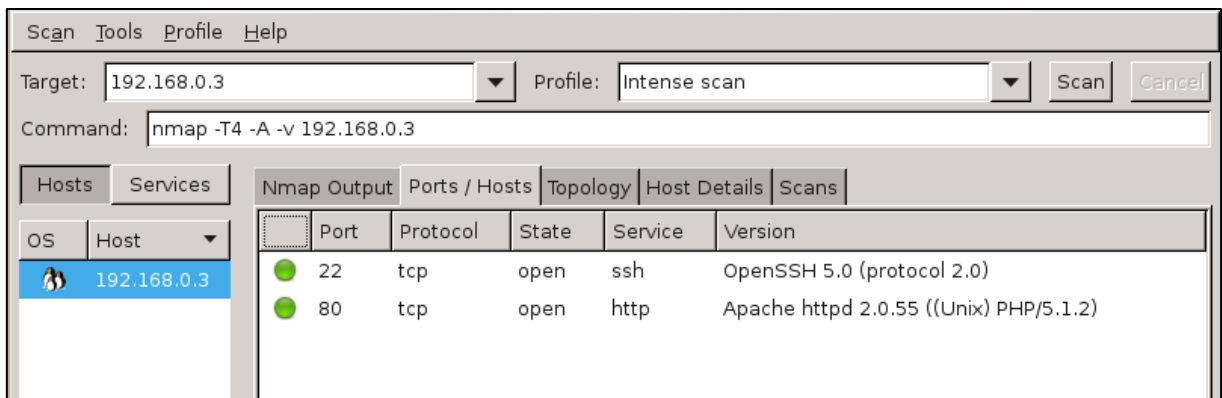 Scan Tools Profile Help
Target: 192.168.0.3 Profile: Intense scan Scan Cancel
Command: nmap -T4 -A -v 192.168.0.3
Hosts Services Nmap Output Ports / Hosts Topology Host Details Scans
OS Host Port Protocol State Service Version
192.168.0.3 22 tcp open ssh OpenSSH 5.0 (protocol 2.0)
80 tcp open http Apache httpd 2.0.55 ((Unix) PHP/5.1.2)